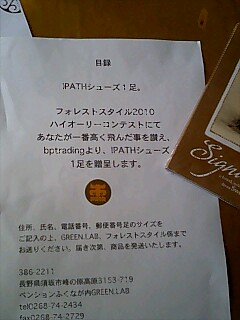 目録
IPATHシューズ1足。
フォレストスタイル2010
ハイオーリーコンテストにて
あなたが一番高く飛んだ事を讃え、
bptradingより、IPATHシューズ
1足を贈呈します。
住所、氏名、電話番号、郵便番号足のサイズを
ご記入の上、GREEN.LAB、フォレストスタイル係まで
お送りください。届き次第、商品を発送いたします。
386-2211
長野県須坂市峰の原高原3153-719
ペンションふくなが内GREEN.LAB
tel0268-74-2434
fax0268-74-2729